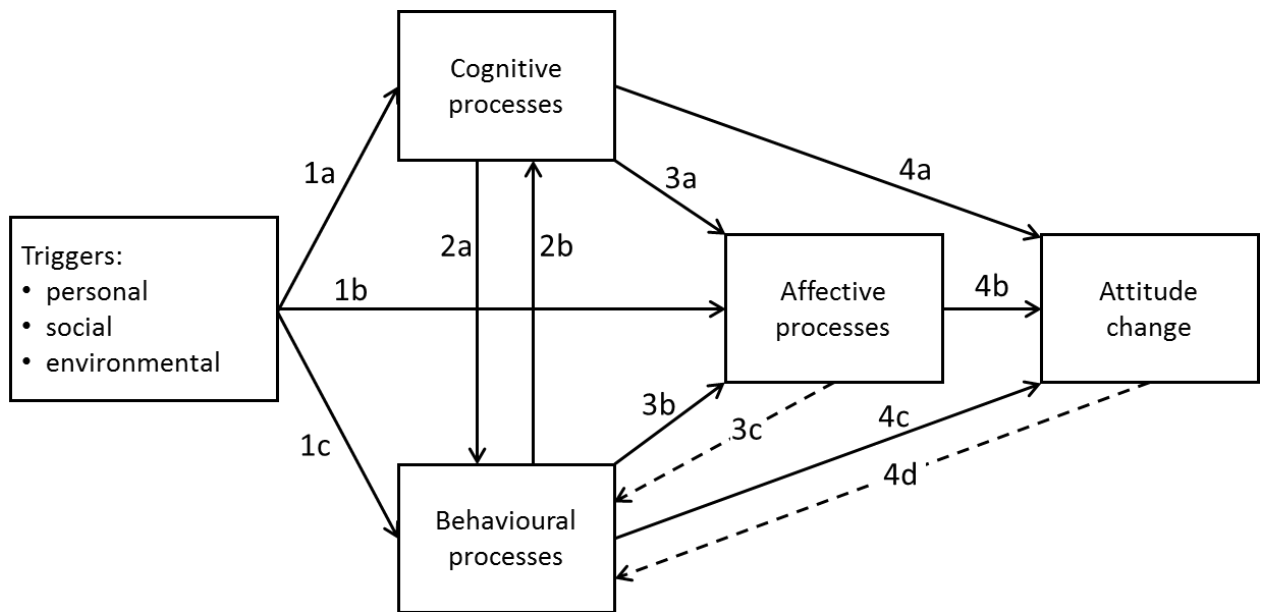 Cognitive
processes
1a
3a
4a
Triggers:
• personal
• social
• environmental
2a
2b
1b
Affective
processes
4b
Attitude
change
1c
3b
3c
4c
4d
Behavioural
processes